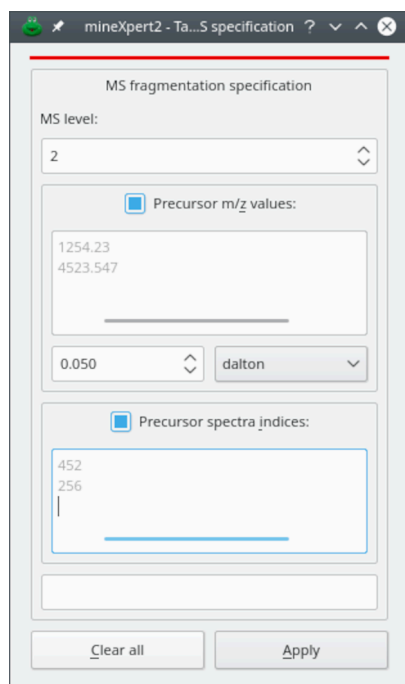 mineXpert2 - Ta...S specification
MS fragmentation specification
MS level:
2
Precursor m/z values:
1254.23
4523.547
0.050
dalton
Precursor spectra indices:
452
256
Clear all
Apply